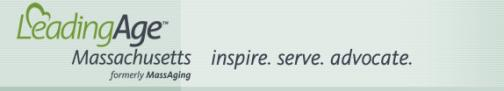 LeadingAge™
Massachusetts inspire. serve. advocate.
formerly MassAging